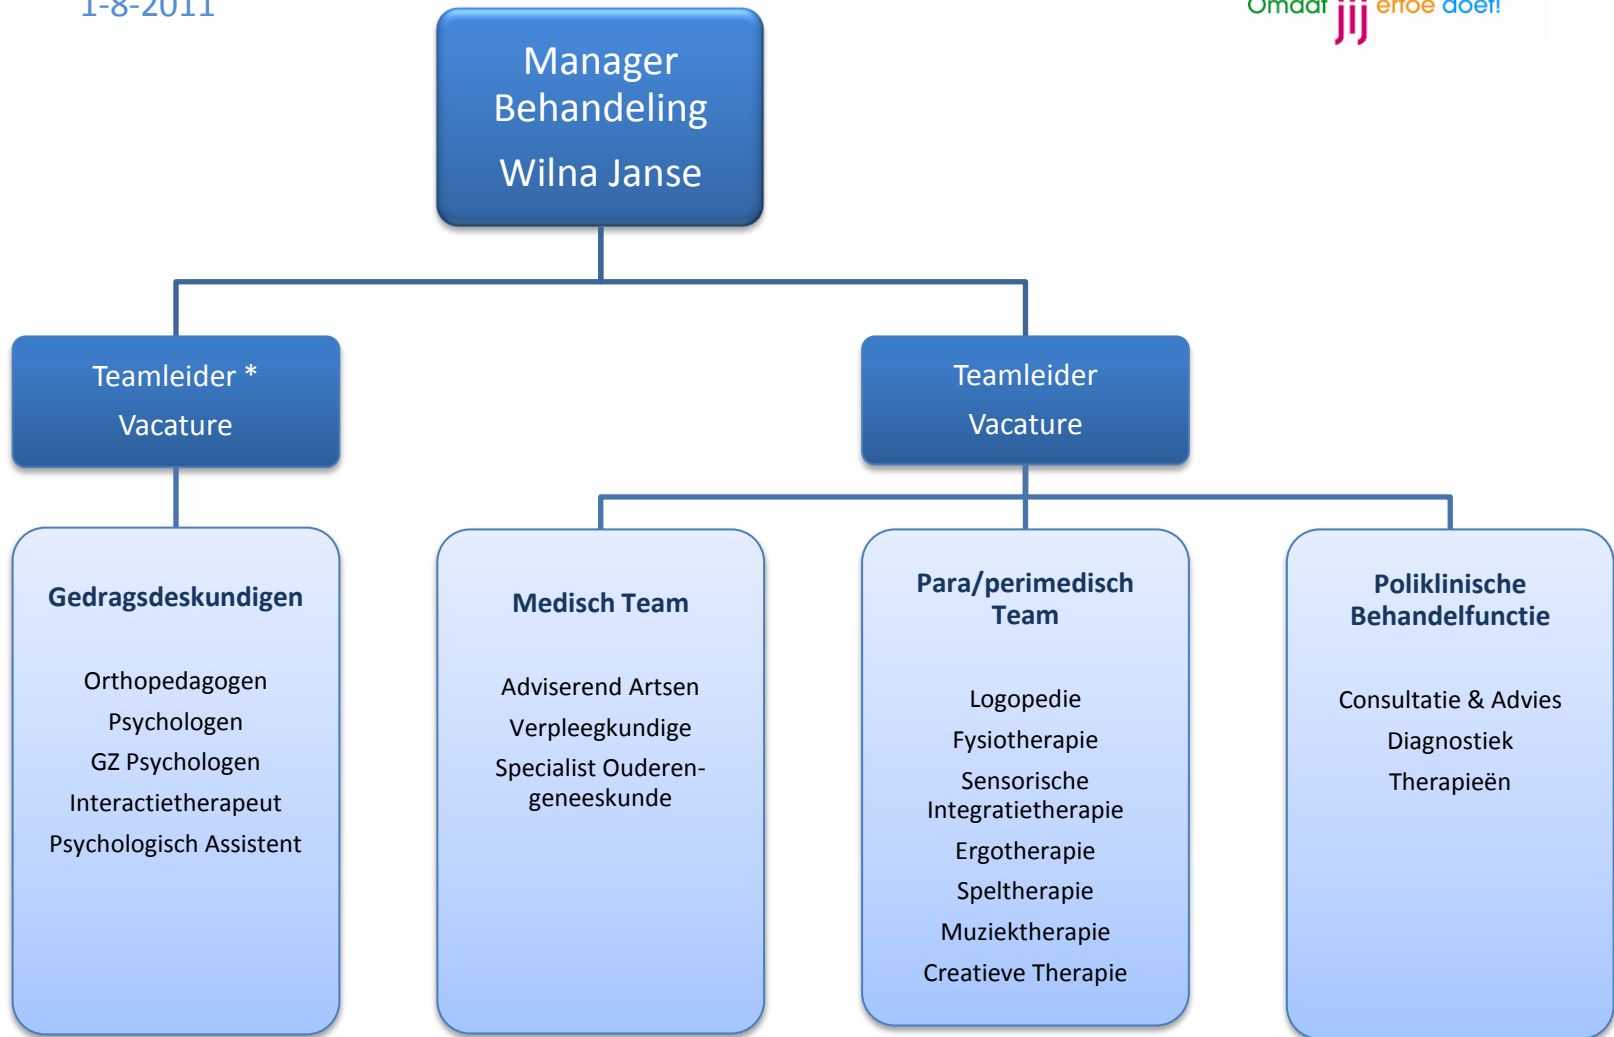 1-8-2011
Omdat jij ertoe doet!
Manager
Behandeling
Wilna Janse
Teamleider *
Vacature
Teamleider
Vacature
Gedragsdeskundigen
Orthopedagogen
Psychologen
GZ Psychologen
Interactietherapeut
Psychologisch Assistent
Medisch Team
Adviserend Artsen
Verpleegkundige
Specialist Ouderen-
geneeskunde
Para/perimedisch
Team
Logopedie
Fysiotherapie
Sensorische
Integratietherapie
Ergotherapie
Speltherapie
Muziektherapie
Creatieve Therapie
Poliklinische
Behandelfunctie
Consultatie & Advies
Diagnostiek
Therapieën